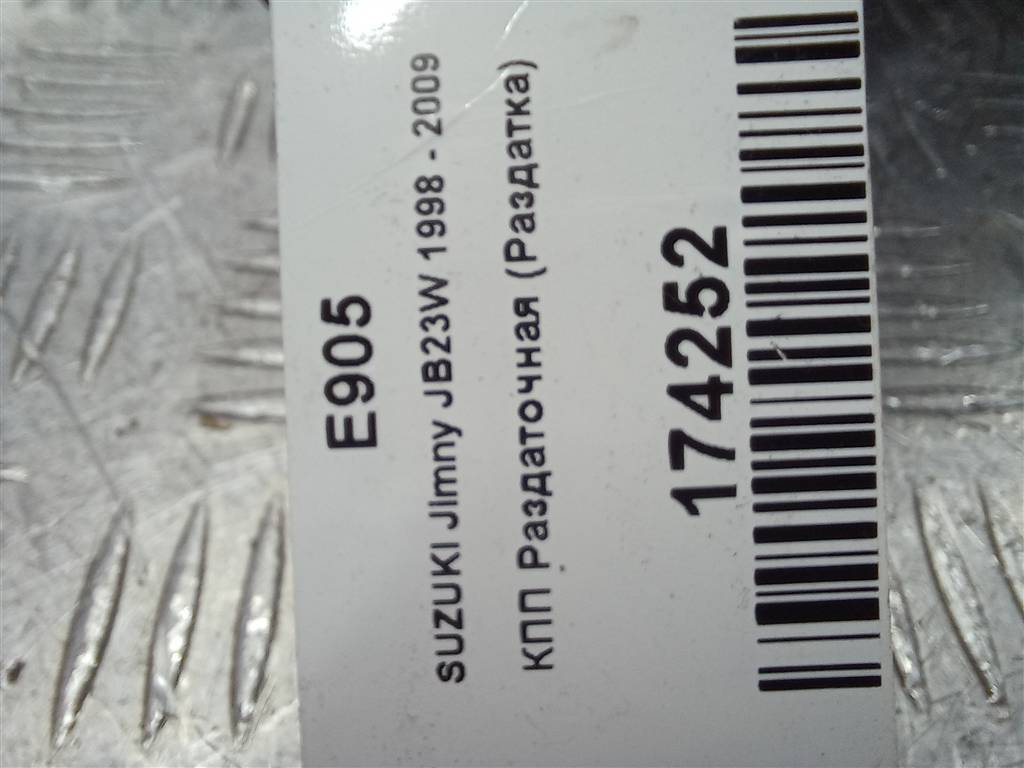 E905
SUZUKI JImny JB23W 1998 - 2009
КПП Раздаточная (Раздатка)
174252